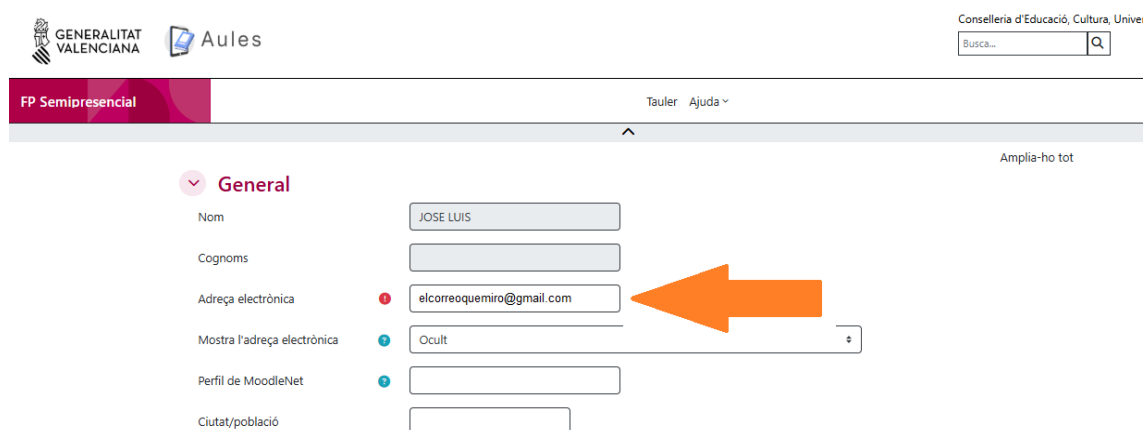 Conselleria d'Educació, Cultura, Univer
GENERALITAT
VALENCIANA
Aules
Busca...
FP Semipresencial
Tauler Ajuda
Amplia-ho tot
General
Nom JOSE LUIS
Cognoms
Adreça electrònica elcorreoquemiro@gmail.com
Mostra l'adreça electrònica Ocult
Perfil de MoodleNet
Ciutat/població